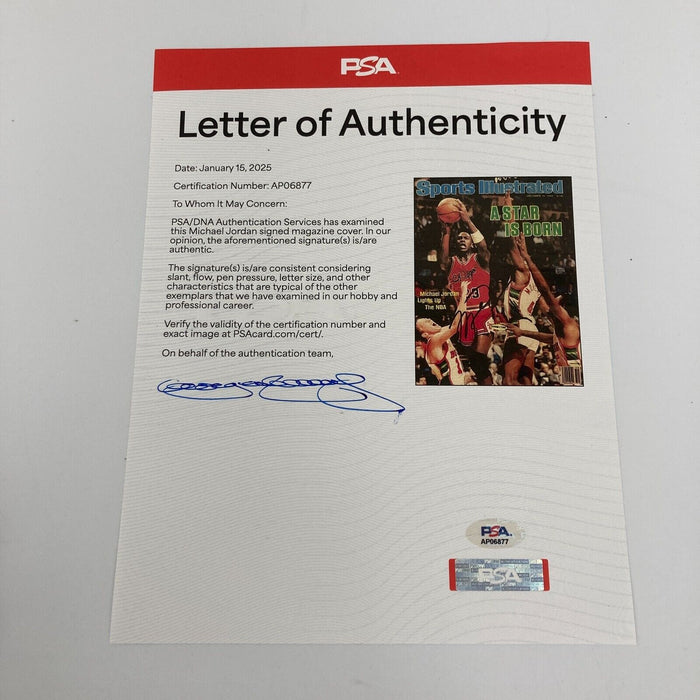 PSA
Letter of Authenticity
Date: January 15, 2025
Certification Number: AP06877
To Whom It May Concern:
PSA/DNA Authentication Services has examined
this Michael Jordan signed magazine cover. In our
opinion, the aforementioned signature(s) is/are
authentic.
The signature(s) is/are consistent considering
slant, flow, pen pressure, letter size, and other
characteristics that are typical of the other
exemplars that we have examined in our hobby and
professional career.
Verify the validity of the certification number and
exact image at PSAcard.com/cert/.
On behalf of the authentication team,
Sports Illustrated
A STAR
IS BORN
Michael Jordan
Lights Up
The NBA
PSA
AP06877
PSA